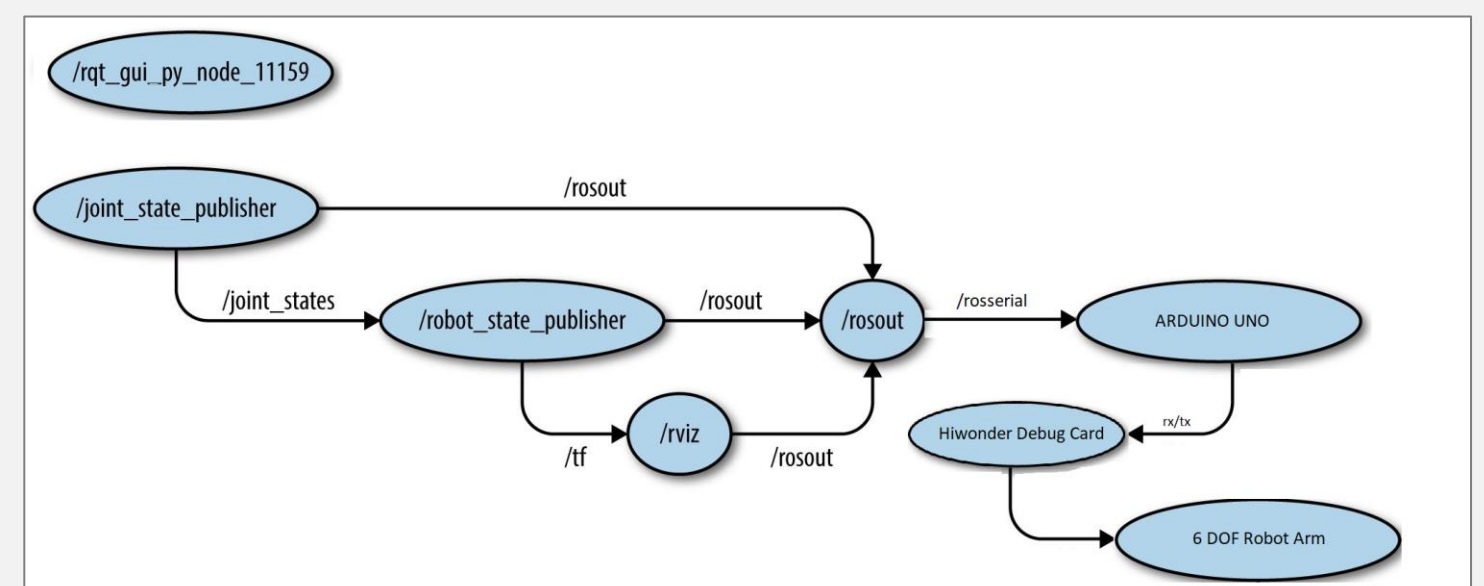 /rqt_gui_py_node_11159
/joint_state_publisher
/rosout
/joint_states
/robot_state_publisher
/rosout
/rosout
/rosserial
ARDUINO UNO
/tf
/rviz
/rosout
Hiwonder Debug Card
rx/tx
6 DOF Robot Arm